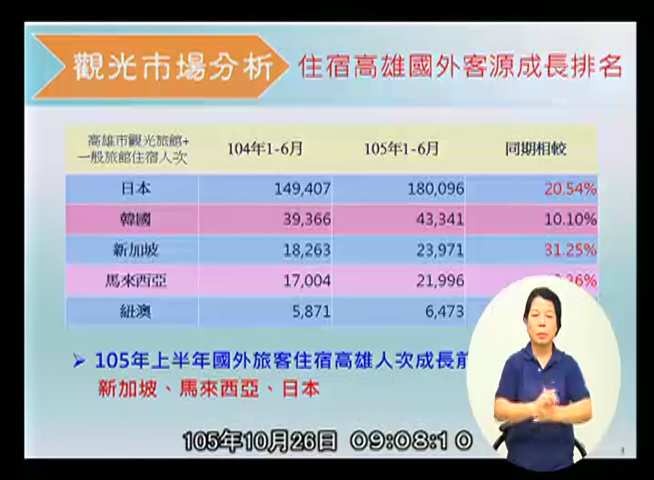 觀光市場分析
住宿高雄國外客源成長排名
高雄市觀光旅館+
一般旅館住宿人次
104年1-6月
105年1-6月
同期相較
日本 149,407 180,096 20.54%
韓國 39,366 43,341 10.10%
新加坡 18,263 23,971 31.25%
馬來西亞 17,004 21,996
紐澳 5,871 6,473
➢ 105年上半年國外旅客住宿高雄人次成長前
新加坡、馬來西亞、日本
105年10月26日 09:08:10